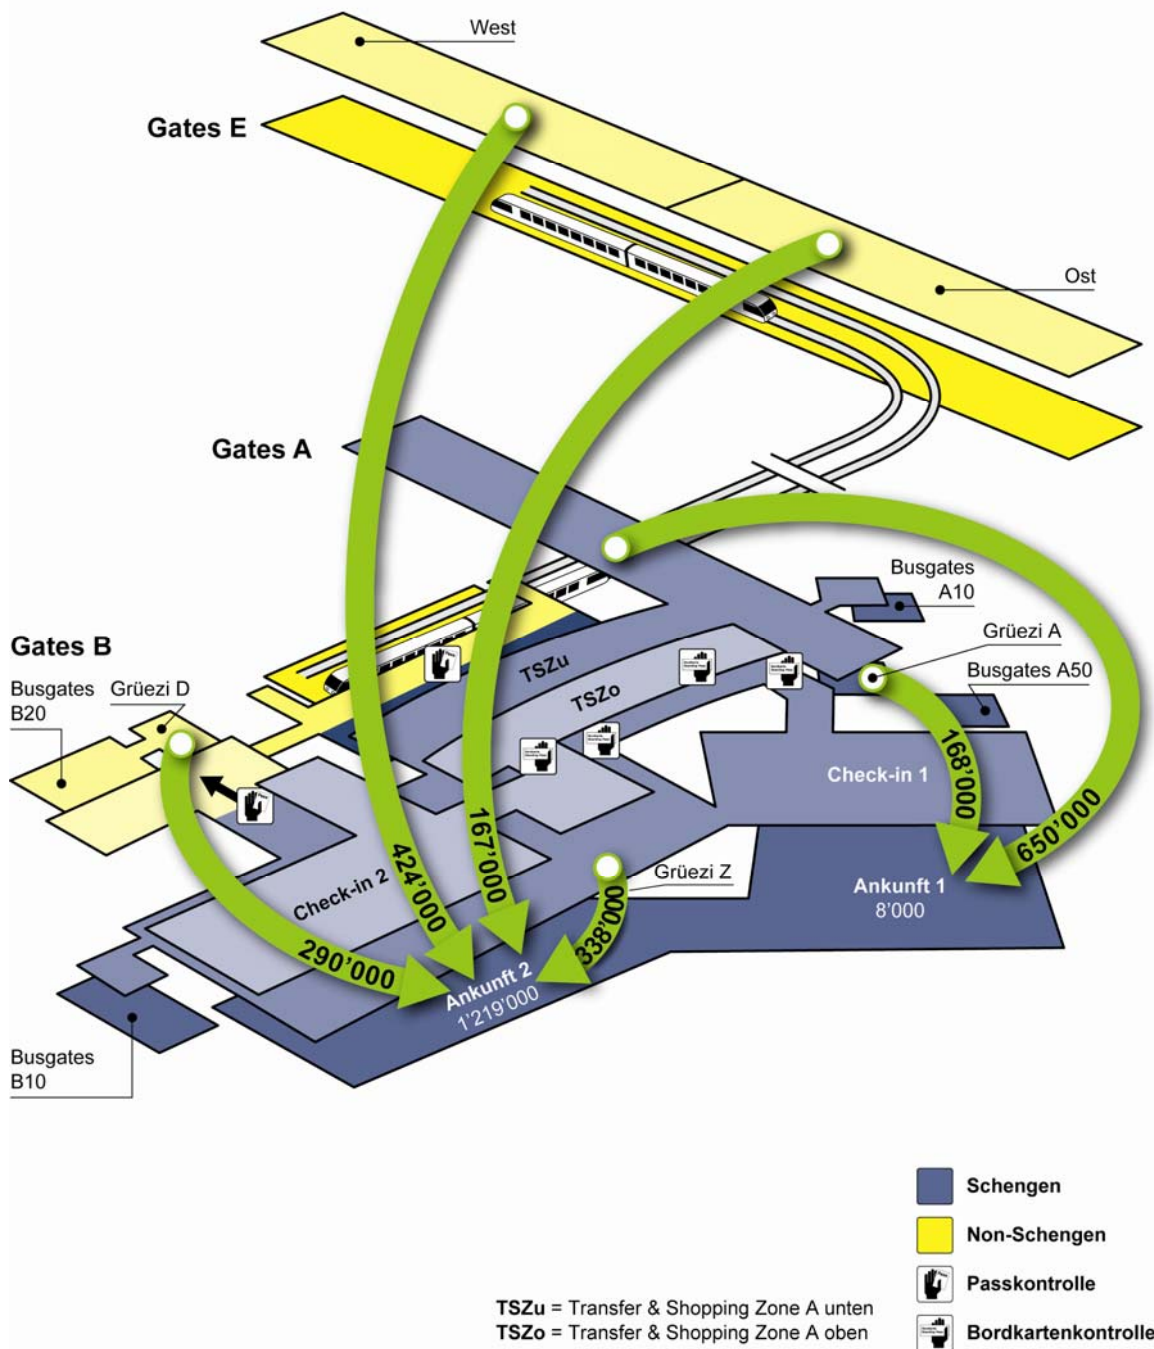 West
Gates E
Ost
Gates A
Busgates
A10
Grüezi A
Busgates A50
Gates B
Busgates
B20
Grüezi D
TSZu
TSZo
Check-in 1
168’000
650’000
167’000
424’000
Check-in 2
Grüezi Z
338’000
Ankunft 1
8’000
290’000
Ankunft 2
1’219’000
Busgates
B10
Schengen
Non-Schengen
Passkontrolle
Bordkartenkontrolle
TSZu = Transfer & Shopping Zone A unten
TSZo = Transfer & Shopping Zone A oben